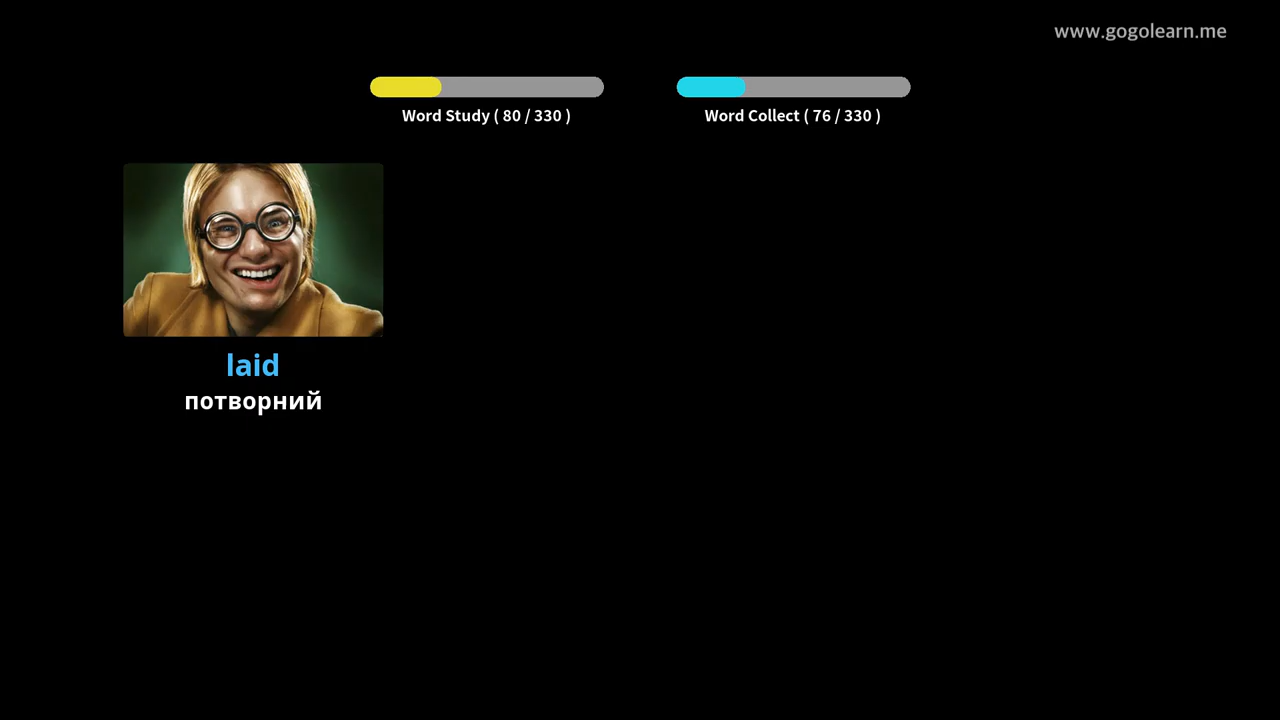 www.gogolearn.me
Word Study ( 80 / 330 )
Word Collect ( 76 / 330 )
laid
потворний